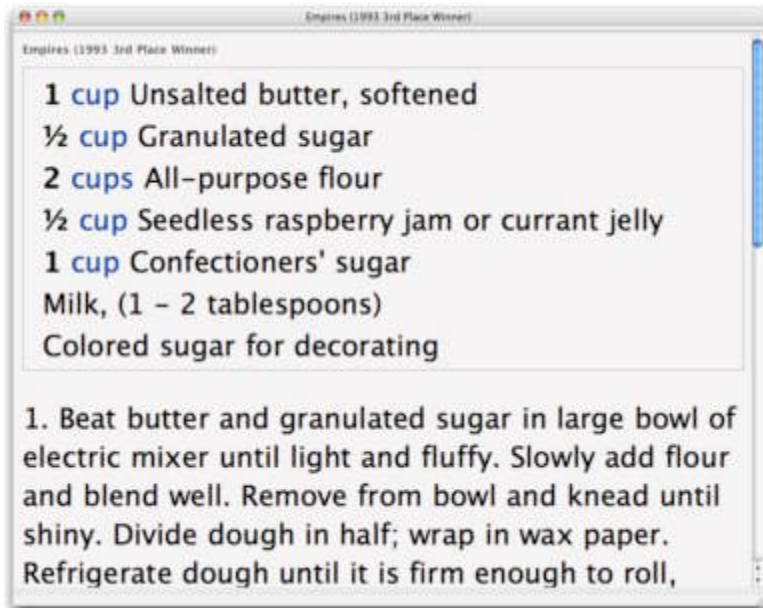 Empires (1993 3rd Place Winner)
Empires (1993 3rd Place Winner)
1 cup Unsalted butter, softened
½ cup Granulated sugar
2 cups All-purpose flour
½ cup Seedless raspberry jam or currant jelly
1 cup Confectioners' sugar
Milk, (1 - 2 tablespoons)
Colored sugar for decorating
1. Beat butter and granulated sugar in large bowl of
electric mixer until light and fluffy. Slowly add flour
and blend well. Remove from bowl and knead until
shiny. Divide dough in half; wrap in wax paper.
Refrigerate dough until it is firm enough to roll,